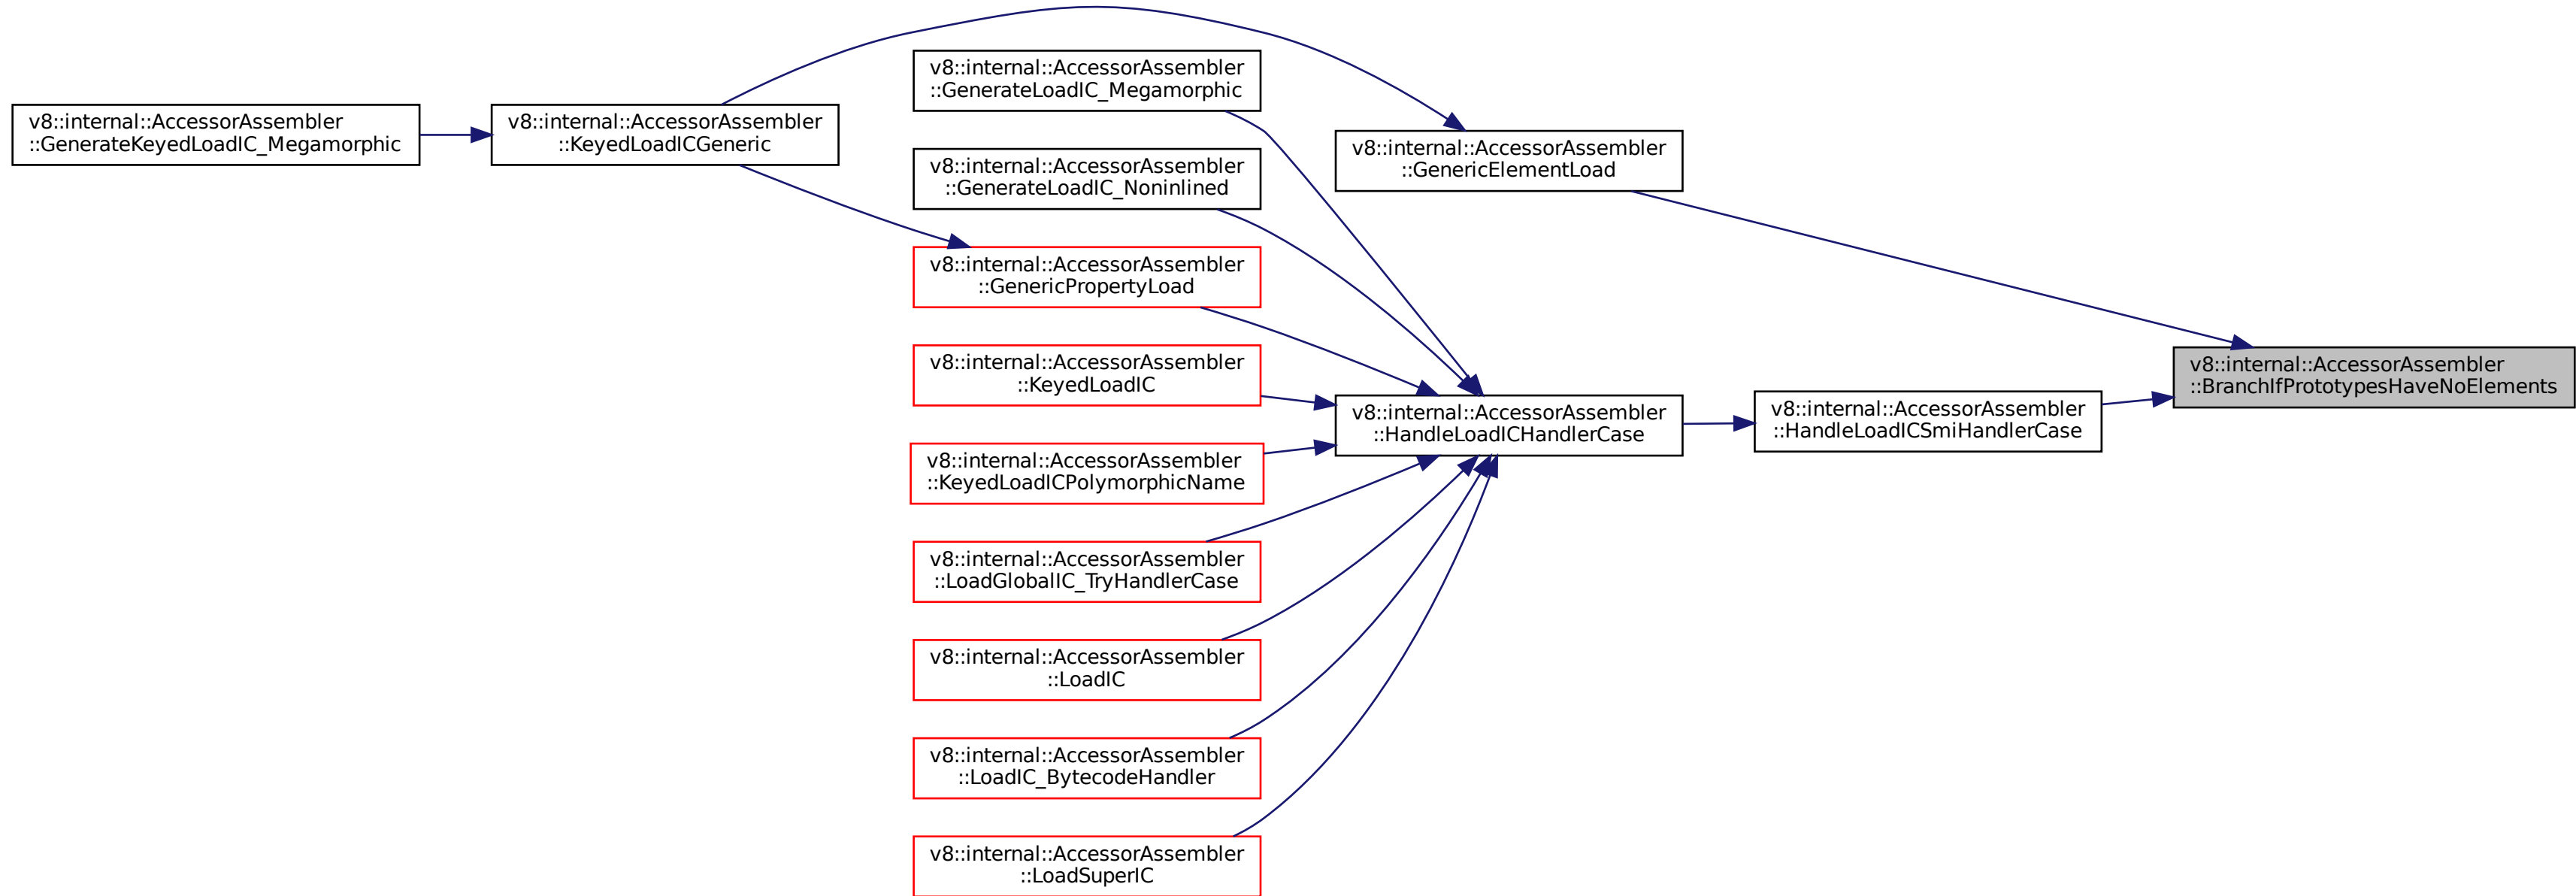 v8::internal::AccessorAssembler
::GenerateKeyedLoadIC_Megamorphic
v8::internal::AccessorAssembler
::KeyedLoadICGeneric
v8::internal::AccessorAssembler
::GenerateLoadIC_Megamorphic
v8::internal::AccessorAssembler
::GenerateLoadIC_Noninlined
v8::internal::AccessorAssembler
::GenericPropertyLoad
v8::internal::AccessorAssembler
::KeyedLoadIC
v8::internal::AccessorAssembler
::KeyedLoadICPolymorphicName
v8::internal::AccessorAssembler
::LoadGlobalIC_TryHandlerCase
v8::internal::AccessorAssembler
::LoadIC
v8::internal::AccessorAssembler
::LoadIC_BytecodeHandler
v8::internal::AccessorAssembler
::LoadSuperIC
v8::internal::AccessorAssembler
::GenericElementLoad
v8::internal::AccessorAssembler
::HandleLoadICHandlerCase
v8::internal::AccessorAssembler
::HandleLoadICSmiHandlerCase
v8::internal::AccessorAssembler
::BranchIfPrototypesHaveNoElements